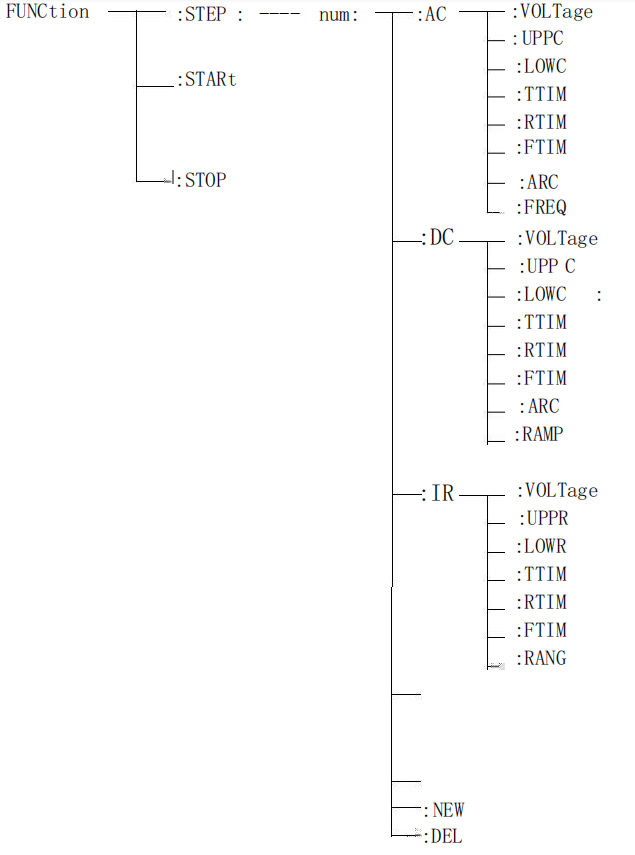 FUNCtion :STEP : ---- num: :AC :VOLTage
:UPPC
:LOWC
:STARt
:TTIM
:RTIM
:FTIM
:STOP
:ARC
:FREQ
:DC :VOLTage
:UPP C
:LOWC :
:TTIM
:RTIM
:FTIM
:ARC
:RAMP
:IR :VOLTage
:UPPR
:LOWR
:TTIM
:RTIM
:FTIM
:RANG
:NEW
:DEL